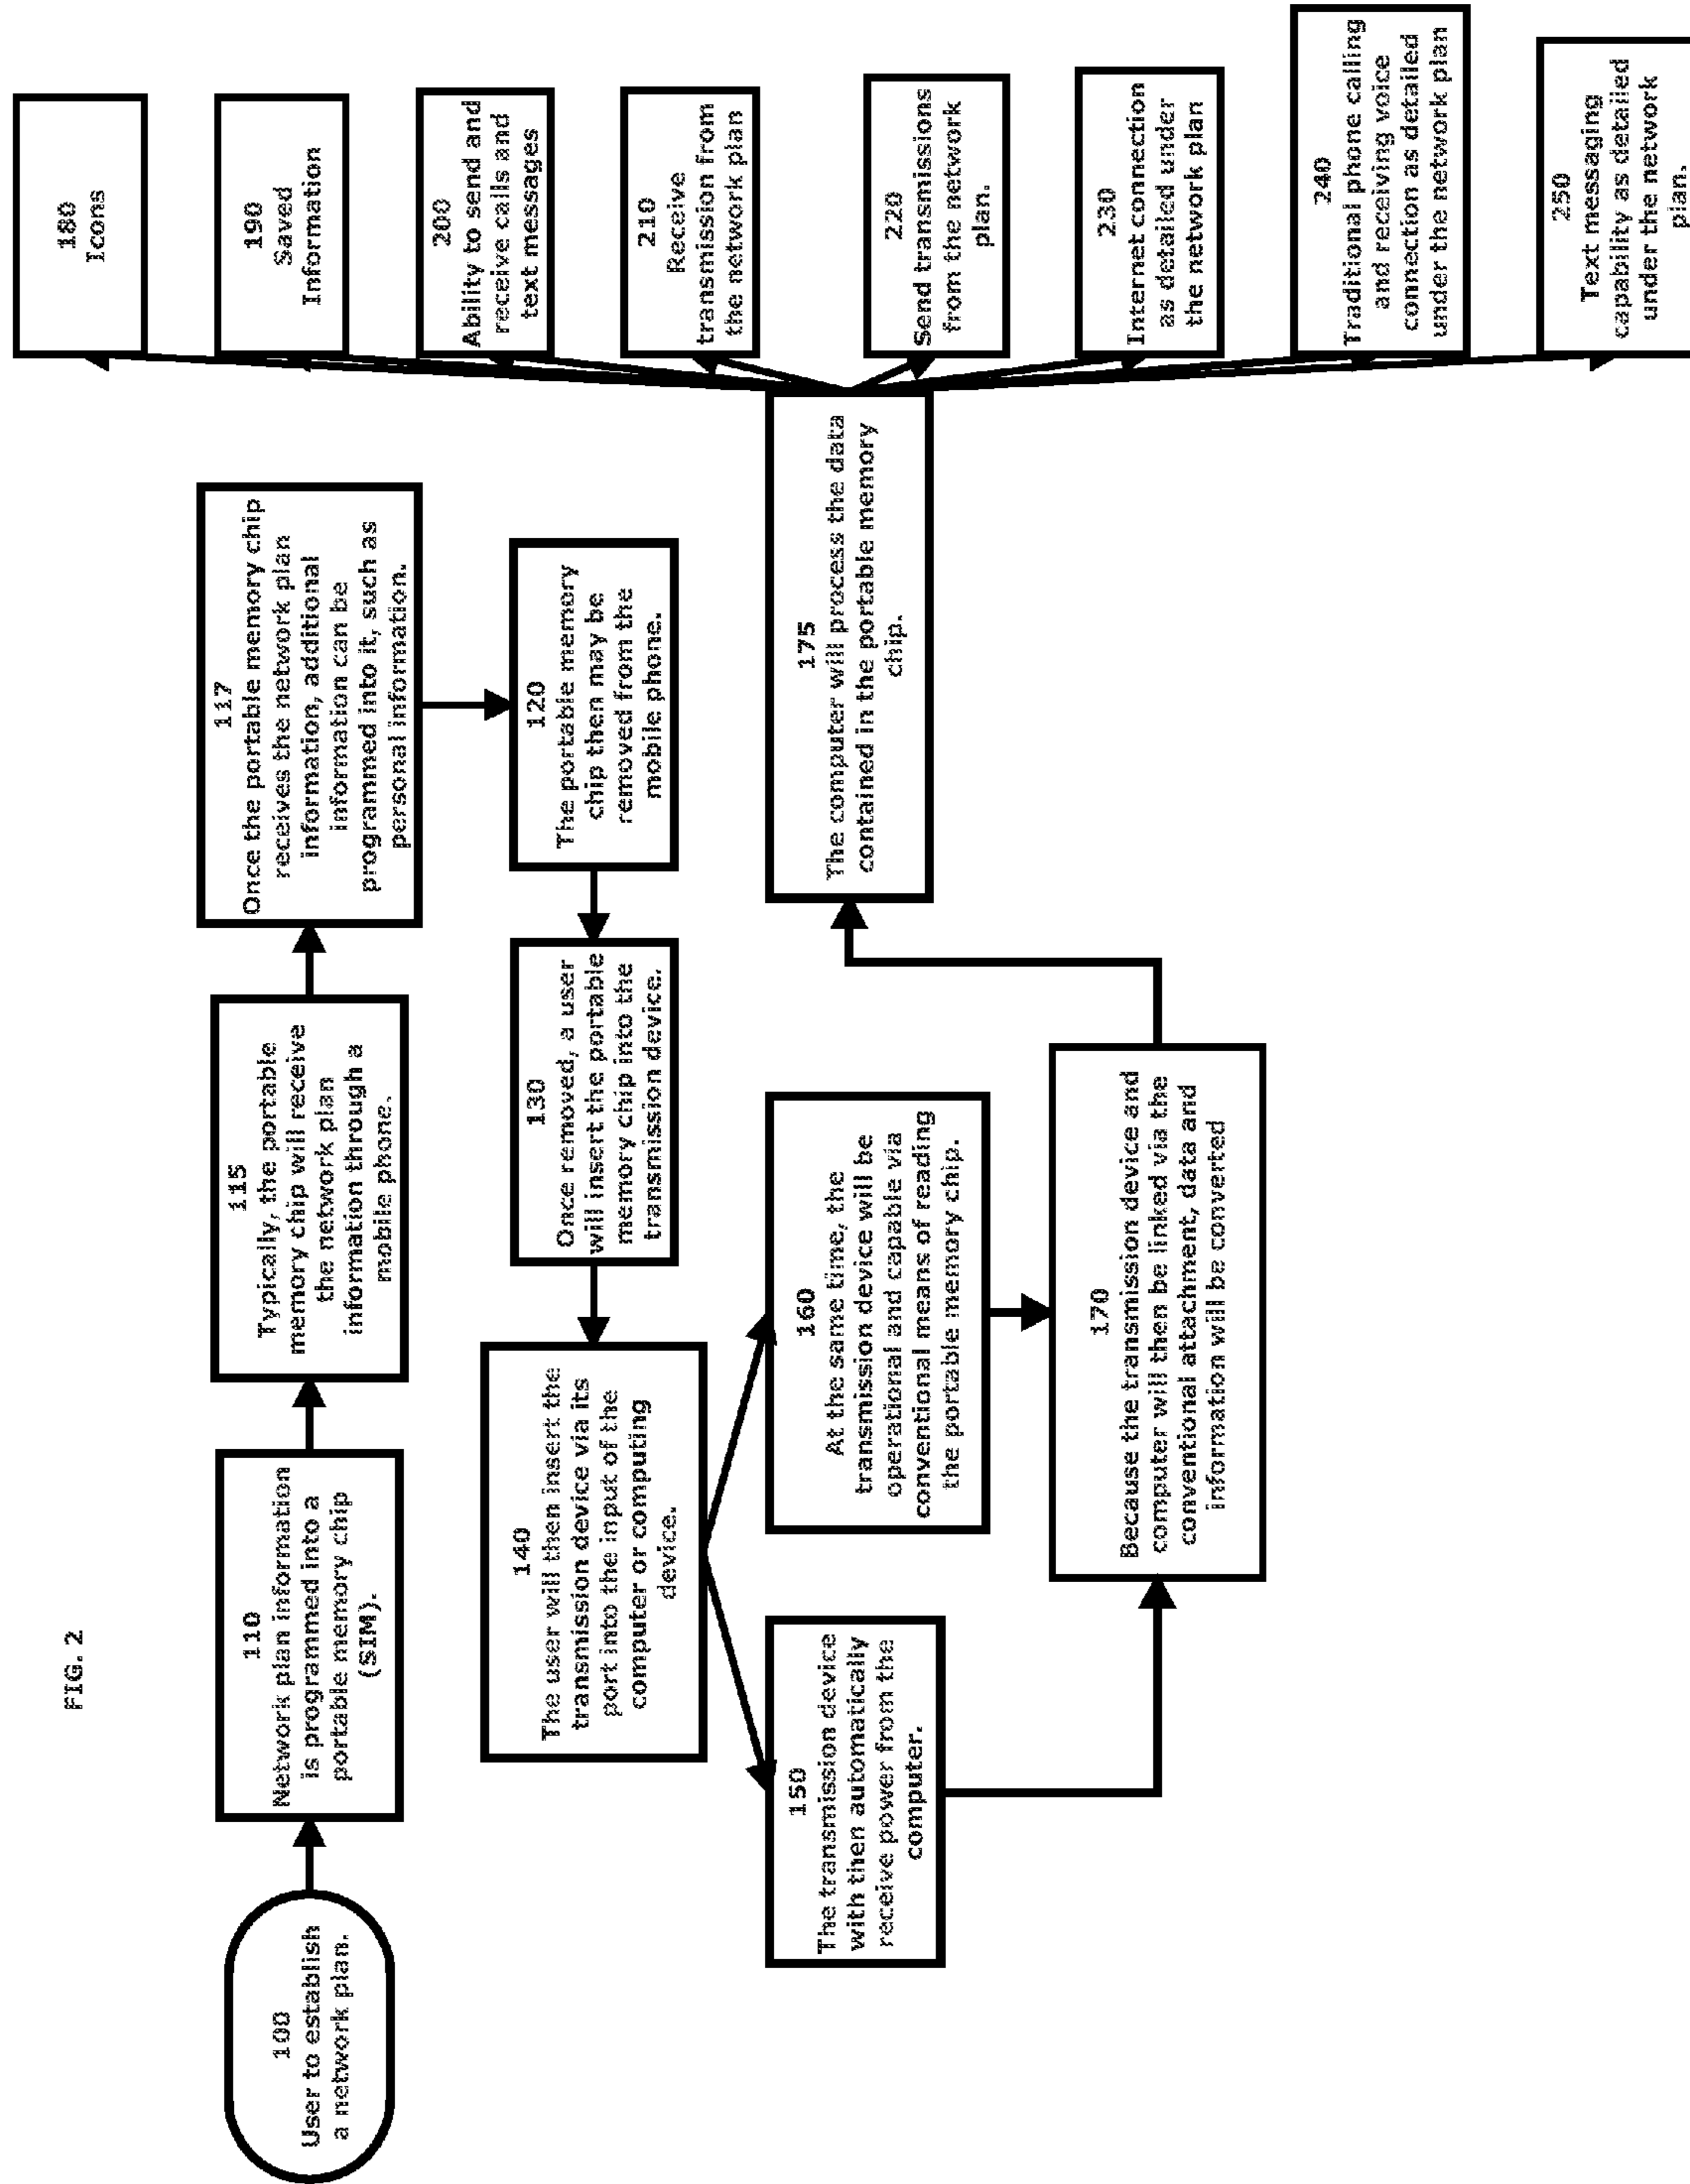 FIG. 2
100
User to establish
a network plan.
110
Network plan information
is programmed into a
portable memory chip
(SIM).
115
Typically, the portable
memory chip will receive
the network plan
information through a
mobile phone.
117
Once the portable memory chip
receives the network plan
information, additional
information can be
programmed into it, such as
personal information.
120
The portable memory
chip then may be
removed from the
mobile phone.
130
Once removed, a user
will insert the portable
memory chip into the
transmission device.
140
The user will then insert the
transmission device via its
port into the input of the
computer or computing
device.
150
The transmission device
with then automatically
receive power from the
computer.
160
At the same time, the
transmission device will be
operational and capable via
conventional means of reading
the portable memory chip.
170
Because the transmission device and
computer will then be linked via the
conventional attachment, data and
information will be converted
175
The computer will process the data
contained in the portable memory
chip.
180
Icons
190
Saved
Information
200
Ability to send and
receive calls and
text messages
210
Receive
transmission from
the network plan
220
Send transmissions
from the network
plan.
230
Internet connection
as detailed under
the network plan
240
Traditional phone calling
and receiving voice
connection as detailed
under the network plan
250
Text messaging
capability as detailed
under the network
plan.